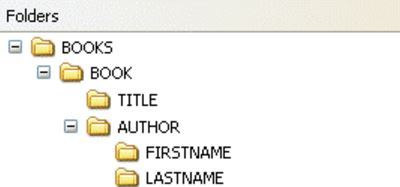 Folders
BOOKS
BOOK
TITLE
AUTHOR
FIRSTNAME
LASTNAME